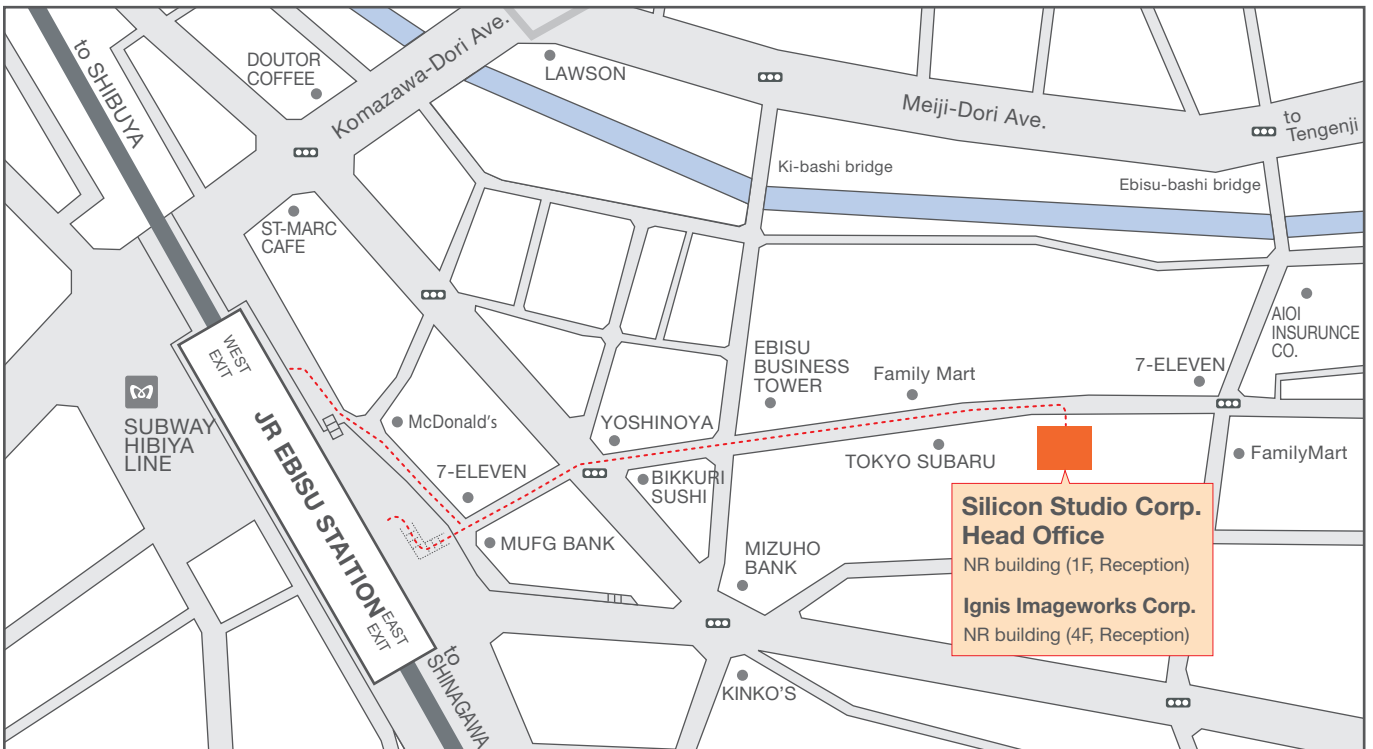 to SHIBUYA
DOUTOR
COFFEE
Komazawa-Dori Ave.
LAWSON
Meiji-Dori Ave.
to
Tengenji
Ki-bashi bridge
Ebisu-bashi bridge
ST-MARC
CAFE
WEST
EXIT
SUBWAY
HIBIYA
LINE
JR EBISU STAITION
EAST
EXIT
to
SHINAGAWA
McDonald's
7-ELEVEN
MUFG BANK
YOSHINOYA
BIKKURI
SUSHI
EBISU
BUSINESS
TOWER
Family Mart
TOKYO SUBARU
7-ELEVEN
AIOI
INSURUNCE
CO.
FamilyMart
MIZUHO
BANK
KINKO'S
Silicon Studio Corp.
Head Office
NR building (1F, Reception)
Ignis Imageworks Corp.
NR building (4F, Reception)